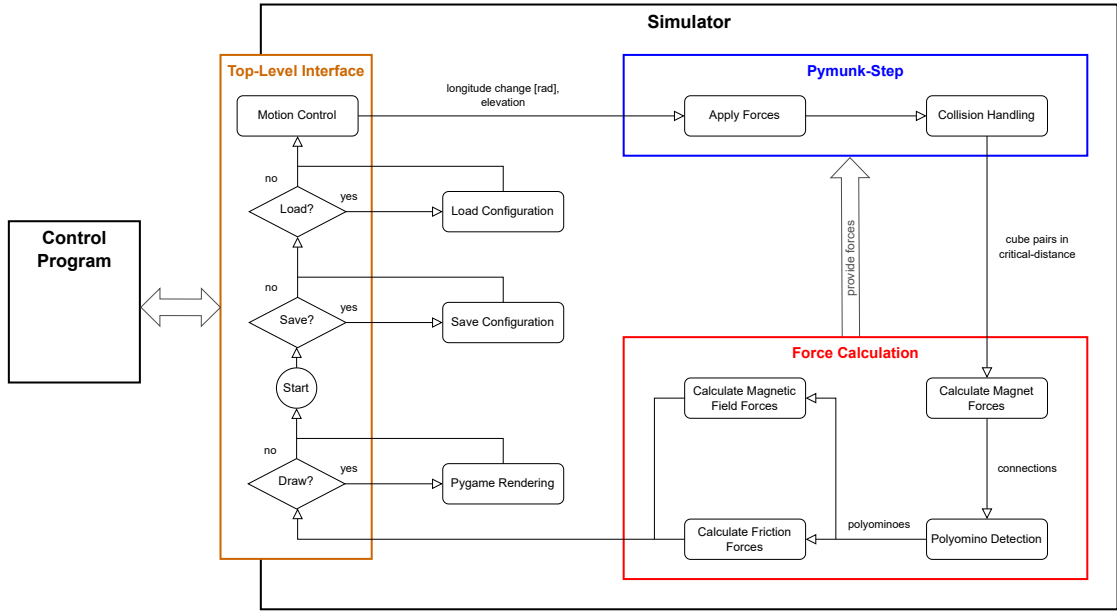 Simulator
Top-Level Interface
Pymunk-Step
longitude change [rad],
elevation
Motion Control
Apply Forces
Collision Handling
no
yes
Load?
Load Configuration
Control
Program
cube pairs in
critical-distance
provide forces
no
yes
Save?
Save Configuration
Force Calculation
Start
Calculate Magnetic
Field Forces
Calculate Magnet
Forces
no
yes
Draw?
Pygame Rendering
connections
polyominoes
Calculate Friction
Forces
Polyomino Detection